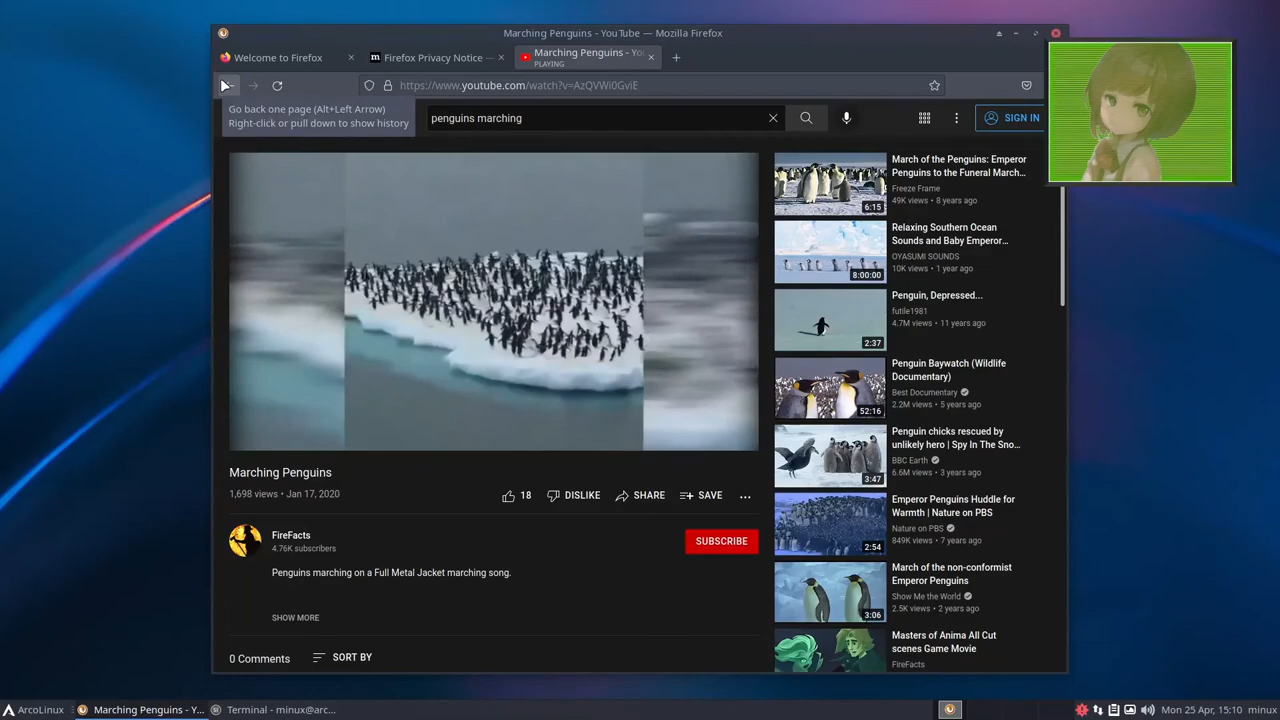 Marching Penguins - YouTube — Mozilla Firefox
Welcome to Firefox
Firefox Privacy Notice —
Marching Penguins - You
PLAYING
https://www.youtube.com/watch?v=AzQVWi0GviE
Go back one page (Alt+Left Arrow)
Right-click or pull down to show history
penguins marching
SIGN IN
March of the Penguins: Emperor
Penguins to the Funeral March...
Freeze Frame
49K views • 8 years ago
6:15
Relaxing Southern Ocean
Sounds and Baby Emperor...
OYASUMI SOUNDS
10K views • 1 year ago
8:00:00
Penguin, Depressed...
futile1981
4.7M views • 11 years ago
2:37
Penguin Baywatch (Wildlife
Documentary)
Best Documentary
2.2M views • 5 years ago
52:16
Penguin chicks rescued by
unlikely hero | Spy In The Sno...
BBC Earth
6.6M views • 3 years ago
3:47
Emperor Penguins Huddle for
Warmth | Nature on PBS
Nature on PBS
849K views • 7 years ago
2:54
March of the non-conformist
Emperor Penguins
Show Me the World
2.5K views • 2 years ago
3:06
Masters of Anima All Cut
scenes Game Movie
FireFacts
Marching Penguins
1,698 views • Jan 17, 2020
18
DISLIKE
SHARE
SAVE
FireFacts
4.76K subscribers
SUBSCRIBE
Penguins marching on a Full Metal Jacket marching song.
SHOW MORE
0 Comments
SORT BY
ArcoLinux
Marching Penguins - Y...
Terminal - minux@arc...
Mon 25 Apr, 15:10
minux